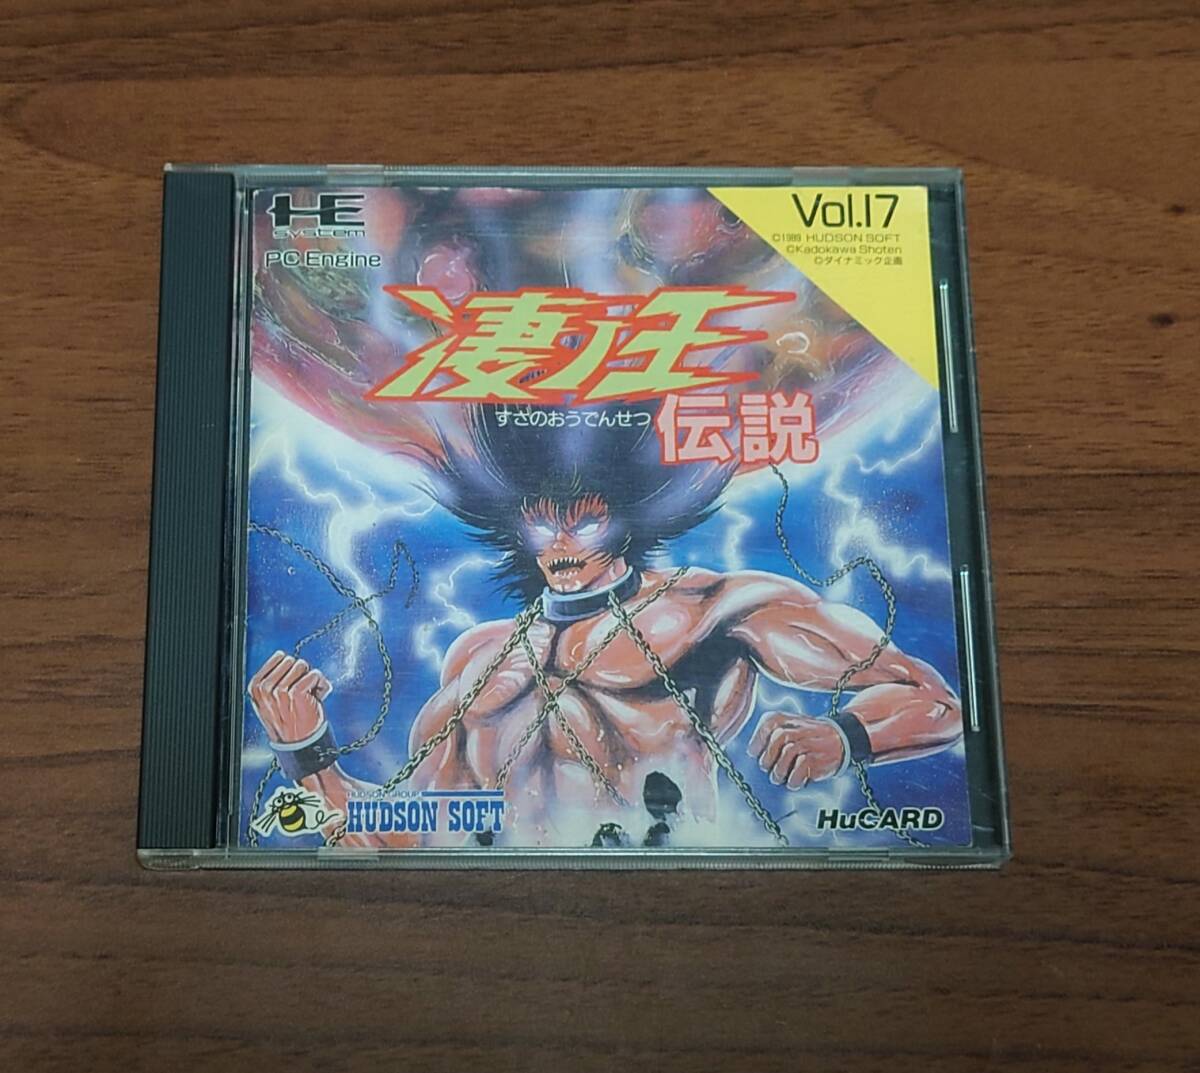 HE
system
PC Engine
Vol.17
©1989 HUDSON SOFT
©Kadokawa Shoten
©ダイナミック企画
凄ノ王
すさのおうでんせつ
伝説
HUDSON GROUP
HUDSON SOFT
HuCARD